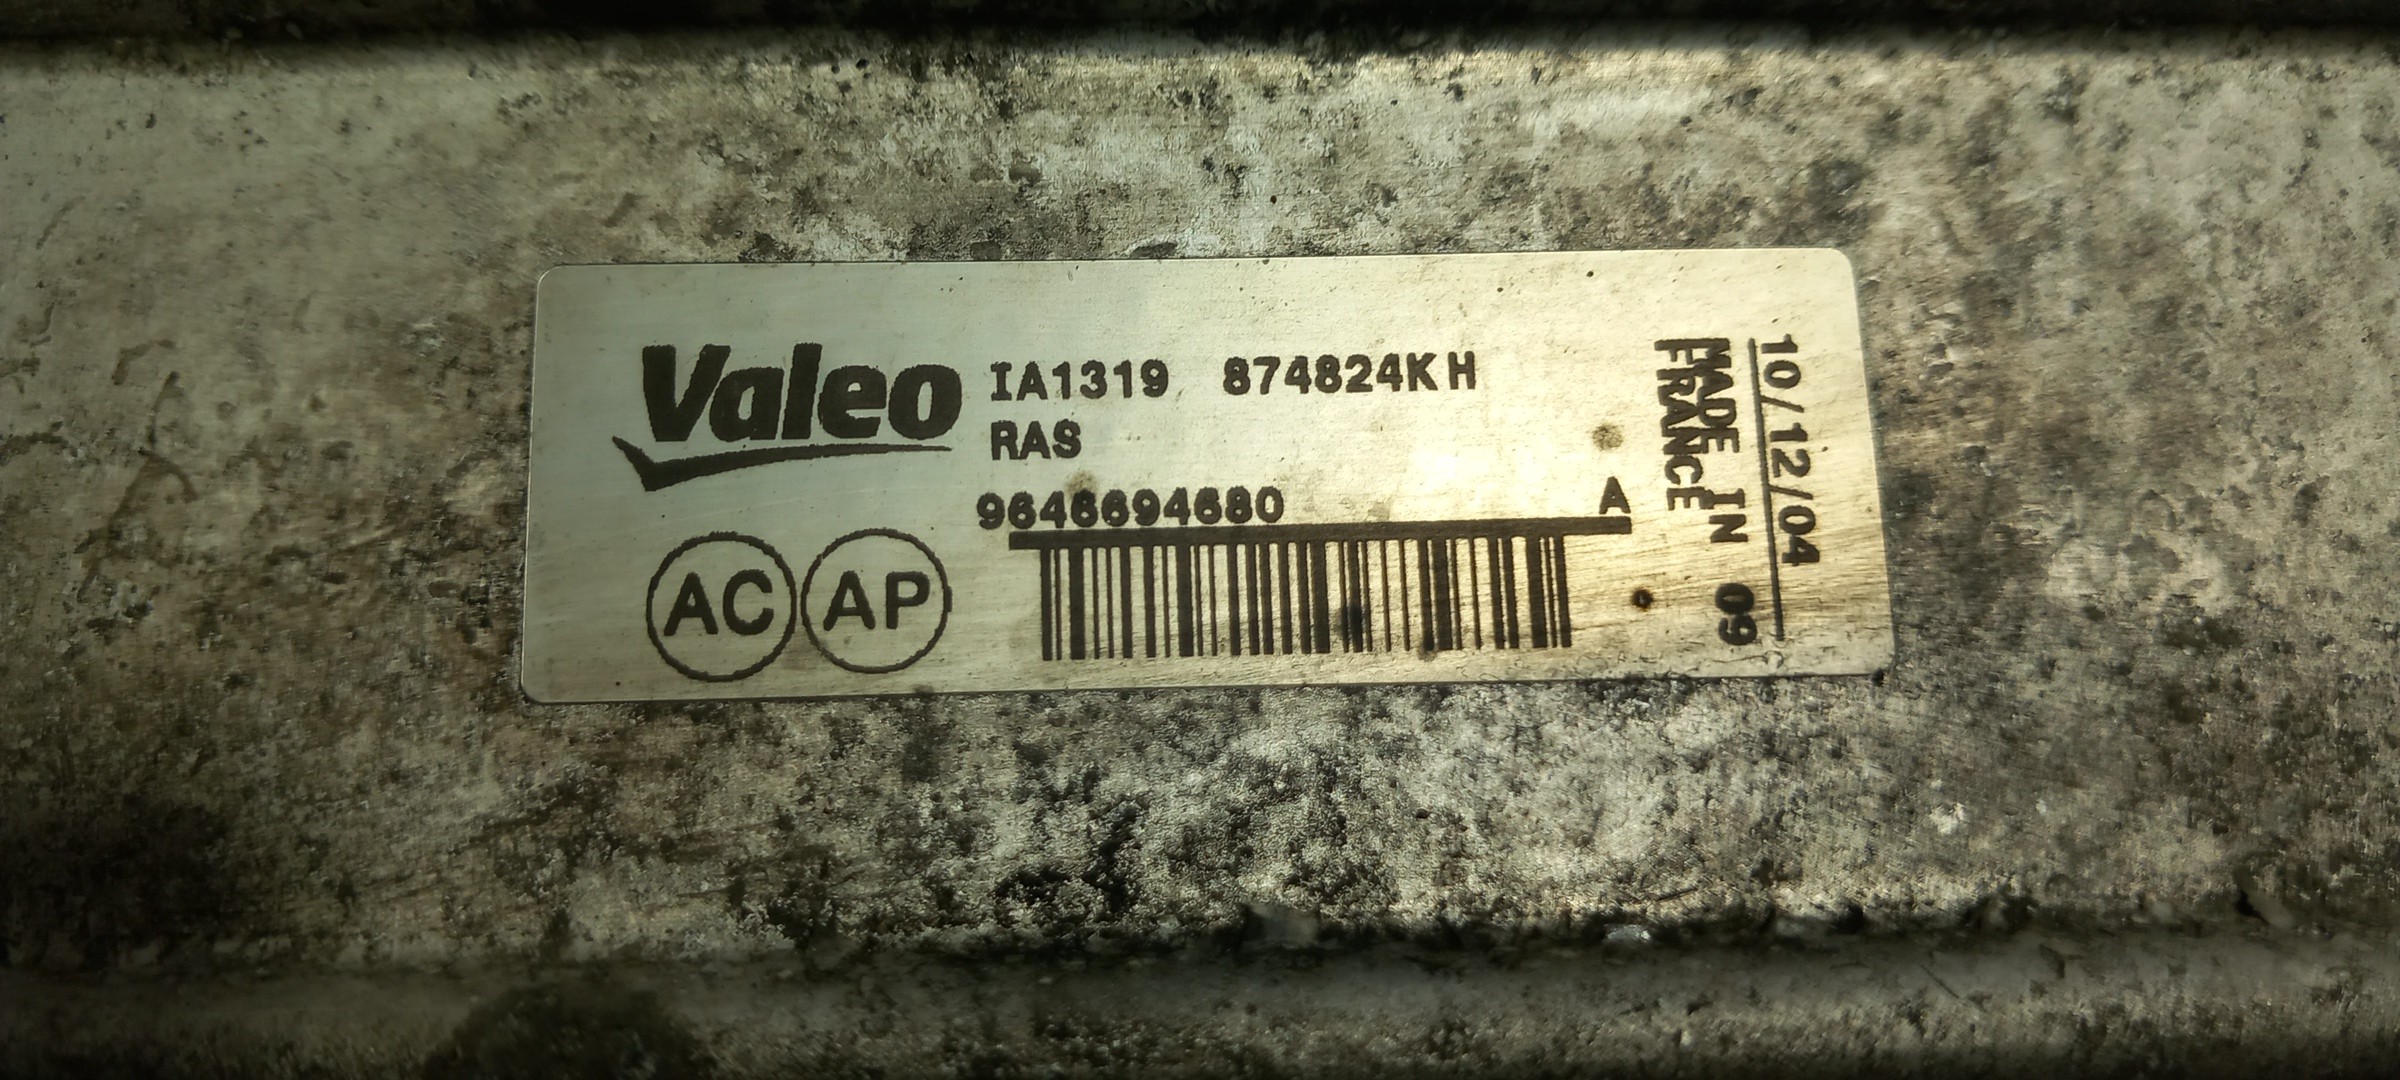 Valeo
IA1319 874824KH
RAS
9646694680 A
AC AP
MADE IN 09
FRANCE
10/12/04